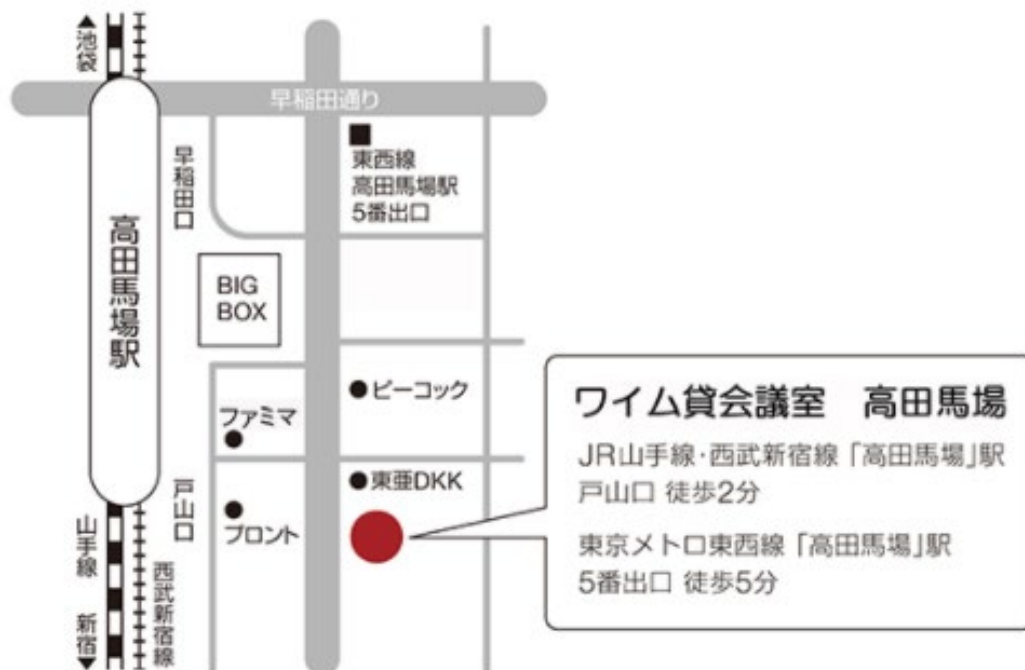 ▲池袋
早稲田通り
早稲田口
東西線
高田馬場駅
5番出口
高田馬場駅
BIG
BOX
ピーコック
ファミマ
東亜DKK
戸山口
プロント
山手線
新宿▼
西武新宿線
ワイム貸会議室 高田馬場
JR山手線・西武新宿線「高田馬場」駅
戸山口 徒歩2分
東京メトロ東西線「高田馬場」駅
5番出口 徒歩5分